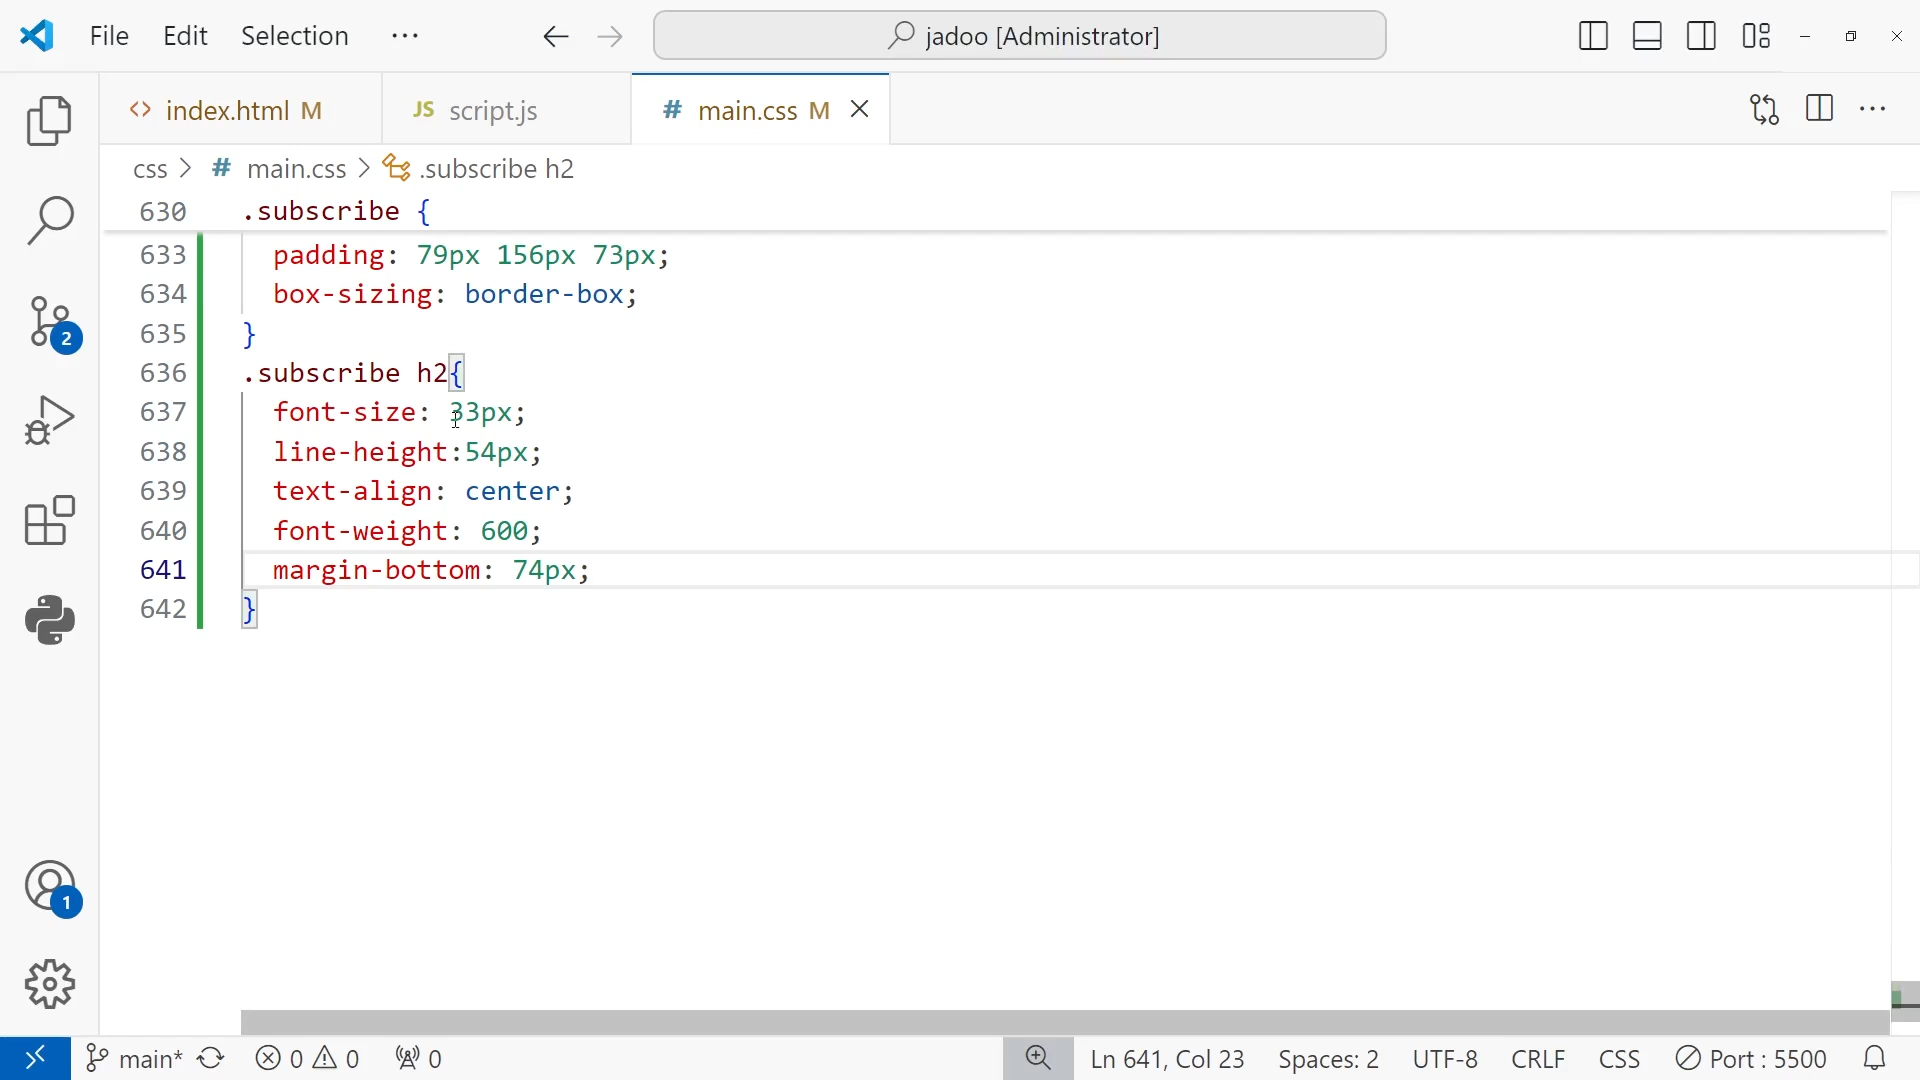 File Edit Selection ··· jadoo [Administrator]
<> index.html M JS script.js # main.css M
css > # main.css > .subscribe h2
630 .subscribe {
633 padding: 79px 156px 73px;
634 box-sizing: border-box;
635 }
636 .subscribe h2{
637 font-size: 33px;
638 line-height:54px;
639 text-align: center;
640 font-weight: 600;
641 margin-bottom: 74px;
642 }
2
1
main* 0 0 0 Ln 641, Col 23 Spaces: 2 UTF-8 CRLF CSS Port : 5500